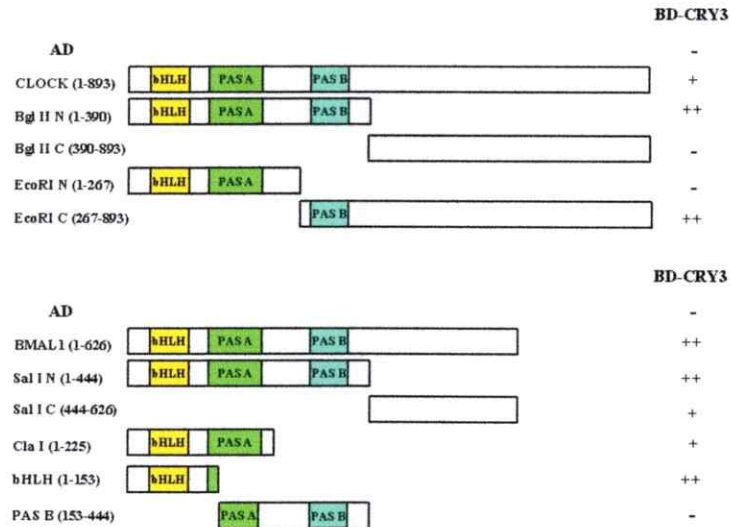 BD-CRY3
AD -
CLOCK (1-893) bHLH PAS A PAS B +
Bgl II N (1-390) bHLH PAS A PAS B ++
Bgl II C (390-893) -
EcoRI N (1-267) bHLH PAS A -
EcoRI C (267-893) PAS B ++
BD-CRY3
AD -
BMAL1 (1-626) bHLH PAS A PAS B ++
Sal I N (1-444) bHLH PAS A PAS B ++
Sal I C (444-626) +
Cla I (1-225) bHLH PAS A +
bHLH (1-153) bHLH ++
PAS B (153-444) PAS A PAS B -